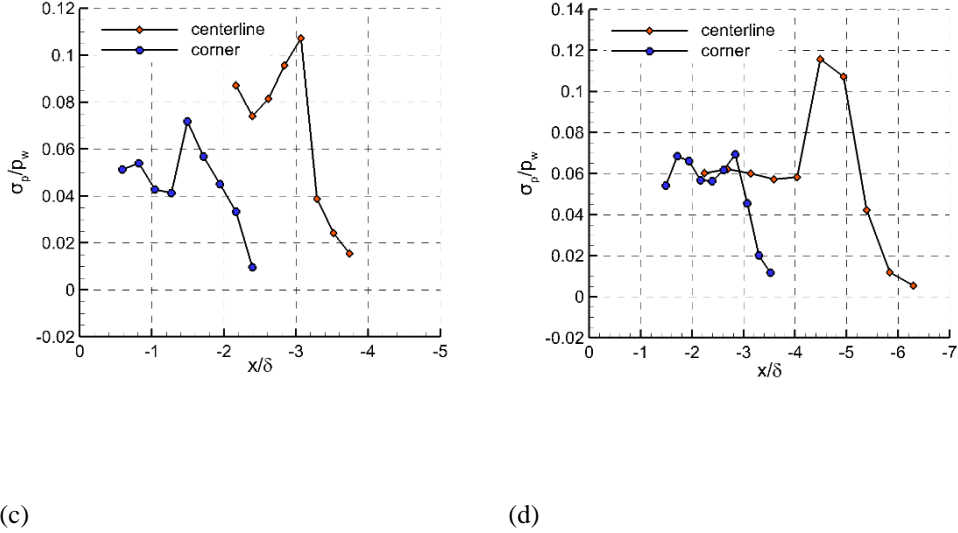 0.12
0.1
0.08
0.06
0.04
0.02
0
-0.02
σp/pw
centerline
corner
0 -1 -2 -3 -4 -5
x/δ
0.14
0.12
0.1
0.08
0.06
0.04
0.02
0
-0.02
σp/pw
centerline
corner
0 -1 -2 -3 -4 -5 -6 -7
x/δ
(c) (d)